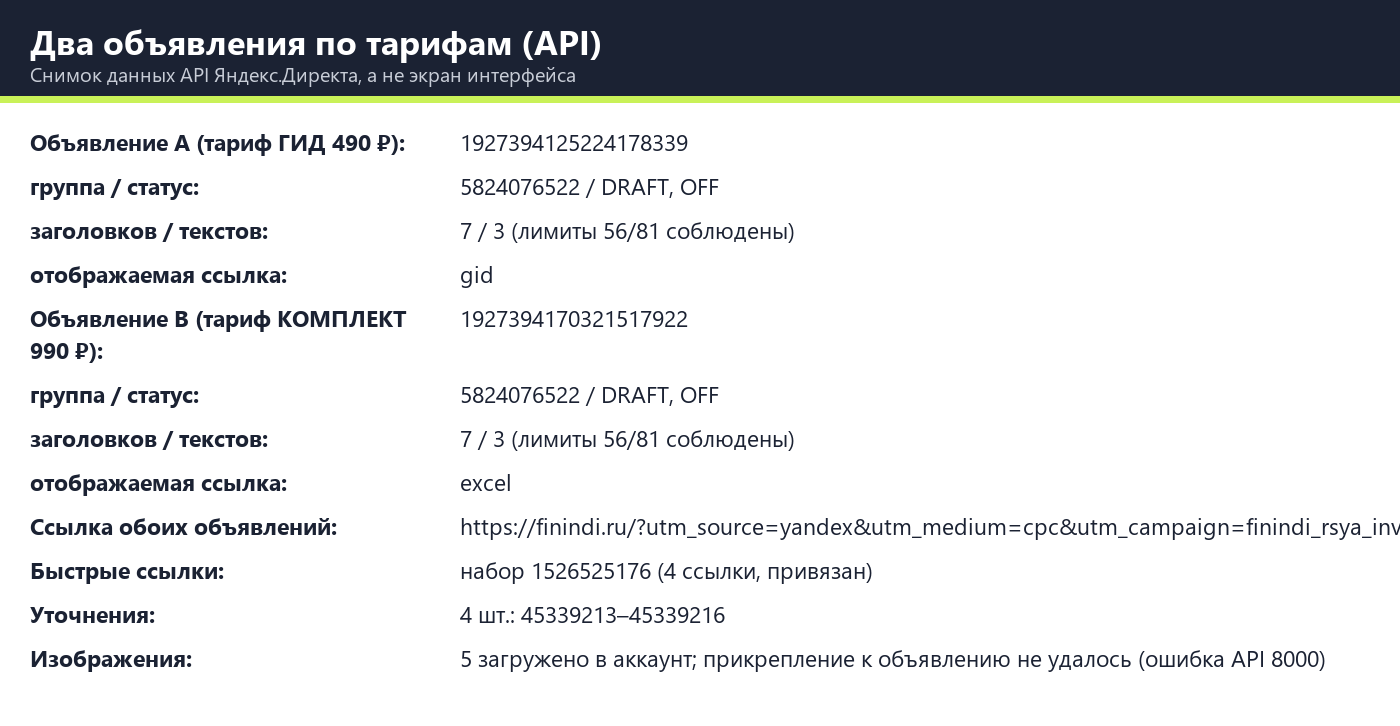 Два объявления по тарифам (API)
Снимок данных API Яндекс.Директа, а не экран интерфейса
Объявление A (тариф ГИД 490 ₽): 1927394125224178339
группа / статус: 5824076522 / DRAFT, OFF
заголовков / текстов: 7 / 3 (лимиты 56/81 соблюдены)
отображаемая ссылка: gid
Объявление B (тариф КОМПЛЕКТ 1927394170321517922
990 ₽):
группа / статус: 5824076522 / DRAFT, OFF
заголовков / текстов: 7 / 3 (лимиты 56/81 соблюдены)
отображаемая ссылка: excel
Ссылка обоих объявлений: https://finindi.ru/?utm_source=yandex&utm_medium=cpc&utm_campaign=finindi_rsya_inv
Быстрые ссылки: набор 1526525176 (4 ссылки, привязан)
Уточнения: 4 шт.: 45339213–45339216
Изображения: 5 загружено в аккаунт; прикрепление к объявлению не удалось (ошибка API 8000)